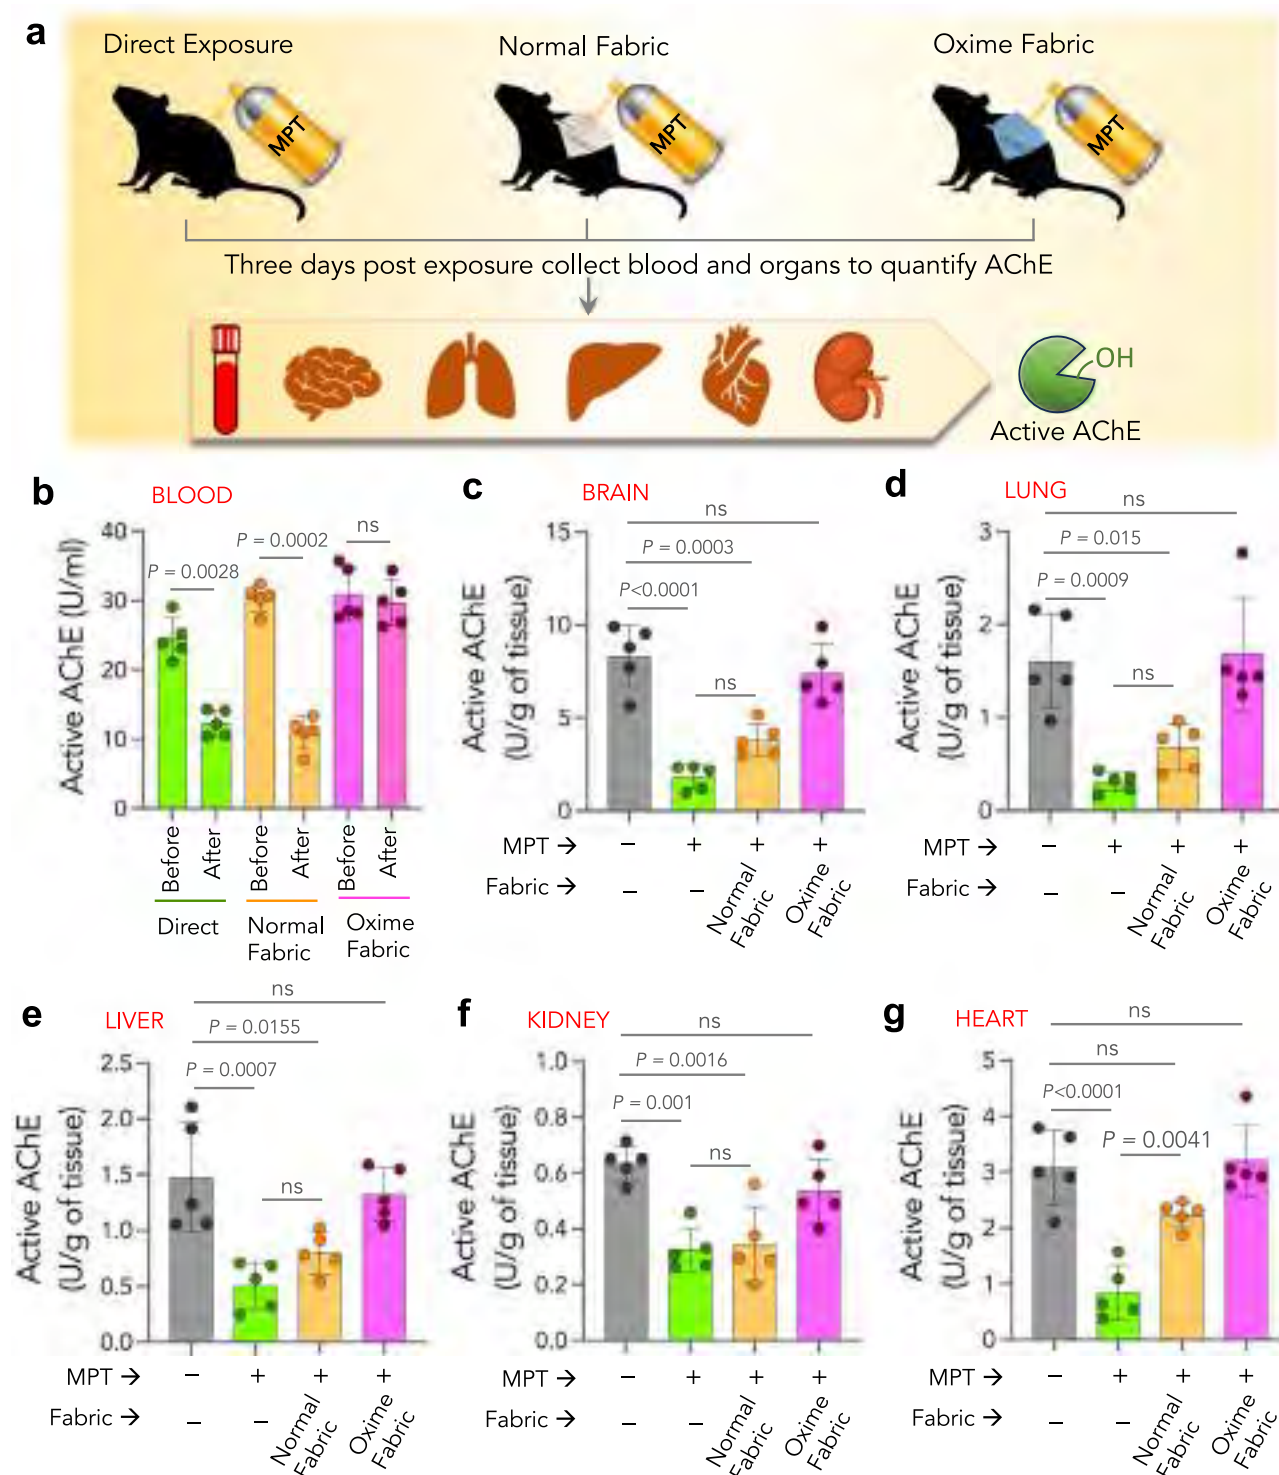 a
Direct Exposure
Normal Fabric
Oxime Fabric
MPT
MPT
MPT
Three days post exposure collect blood and organs to quantify AChE
OH
Active AChE
b
BLOOD
Active AChE (U/ml)
40
30
20
10
0
P = 0.0028
P = 0.0002
ns
Before
After
Before
After
Before
After
Direct
Normal
Fabric
Oxime
Fabric
c
BRAIN
Active AChE
(U/g of tissue)
15
10
5
0
ns
P = 0.0003
P<0.0001
ns
MPT →
−
+
+
+
Fabric →
−
−
Normal
Fabric
Oxime
Fabric
d
LUNG
Active AChE
(U/g of tissue)
3
2
1
0
ns
P = 0.015
P = 0.0009
ns
MPT →
−
+
+
+
Fabric →
−
−
Normal
Fabric
Oxime
Fabric
e
LIVER
Active AChE
(U/g of tissue)
2.5
2.0
1.5
1.0
0.5
0.0
ns
P = 0.0155
P = 0.0007
ns
MPT →
−
+
+
+
Fabric →
−
−
Normal
Fabric
Oxime
Fabric
f
KIDNEY
Active AChE
(U/g of tissue)
1.0
0.8
0.6
0.4
0.2
0.0
ns
P = 0.0016
P = 0.001
ns
MPT →
−
+
+
+
Fabric →
−
−
Normal
Fabric
Oxime
Fabric
g
HEART
Active AChE
(U/g of tissue)
5
4
3
2
1
0
ns
ns
P<0.0001
P = 0.0041
MPT →
−
+
+
+
Fabric →
−
−
Normal
Fabric
Oxime
Fabric